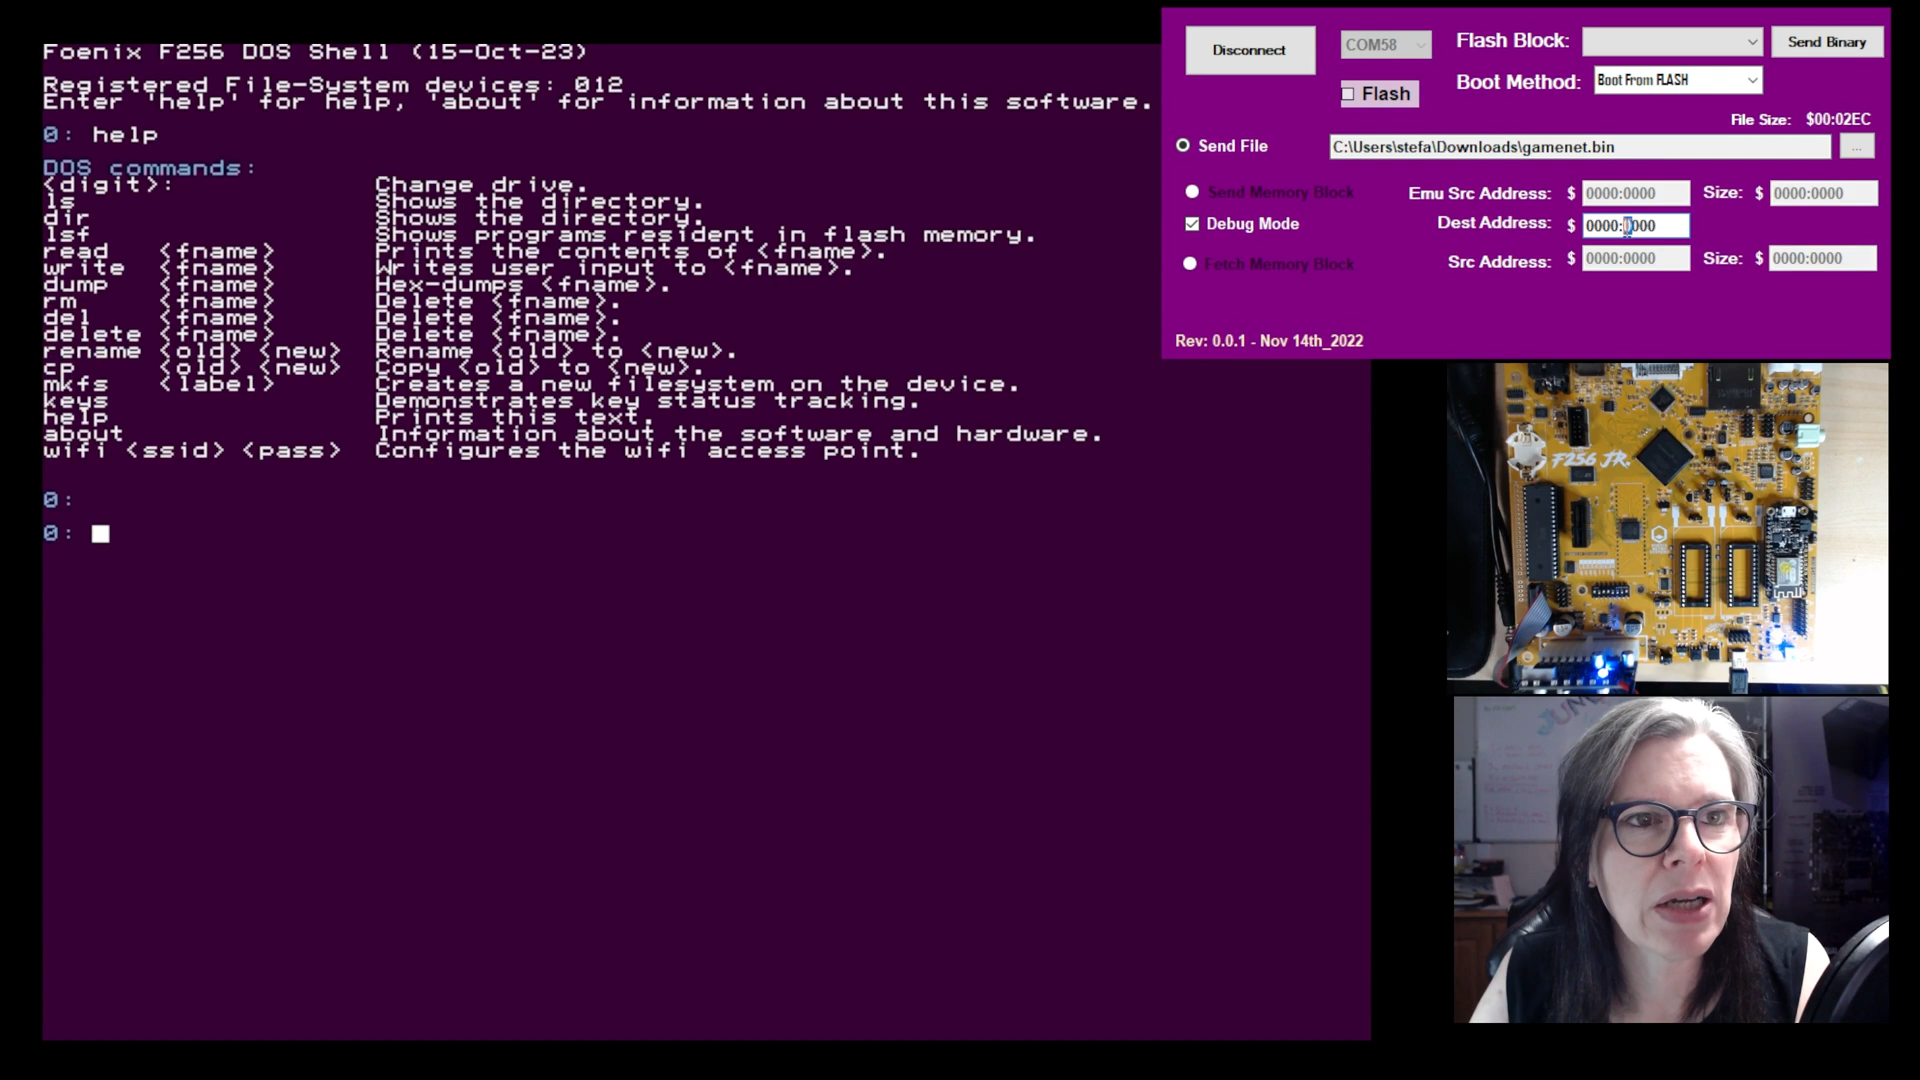 Foenix F256 DOS Shell (15-Oct-23)
Registered File-System devices: 012
Enter 'help' for help, 'about' for information about this software.
0: help
DOS commands:
<digit>: Change drive.
ls Shows the directory.
dir Shows the directory.
lsf Shows programs resident in flash memory.
read <fname> Prints the contents of <fname>.
write <fname> Writes user input to <fname>.
dump <fname> Hex-dumps <fname>.
rm <fname> Delete <fname>.
del <fname> Delete <fname>.
delete <fname> Delete <fname>.
rename <old> <new> Rename <old> to <new>.
cp <old> <new> Copy <old> to <new>.
mkfs <label> Creates a new filesystem on the device.
keys Demonstrates key status tracking.
help Prints this text.
about Information about the software and hardware.
wifi <ssid> <pass> Configures the wifi access point.
0:
0:
Disconnect COM58 Flash Block: Send Binary
Flash Boot Method: Boot From FLASH
File Size: $00:02EC
Send File C:\Users\stefa\Downloads\gamenet.bin ...
Send Memory Block Emu Src Address: $ 0000:0000 Size: $ 0000:0000
Debug Mode Dest Address: $ 0000:0000
Fetch Memory Block Src Address: $ 0000:0000 Size: $ 0000:0000
Rev: 0.0.1 - Nov 14th_2022
F256 JR.